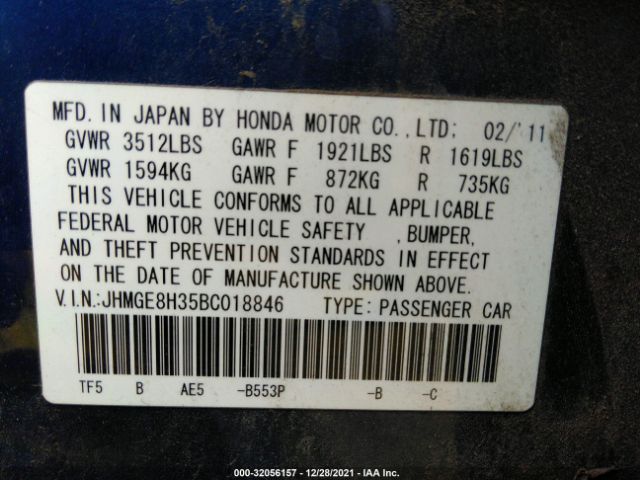 MFD. IN JAPAN BY HONDA MOTOR CO., LTD; 02/'11
GVWR 3512LBS GAWR F 1921LBS R 1619LBS
GVWR 1594KG GAWR F 872KG R 735KG
THIS VEHICLE CONFORMS TO ALL APPLICABLE
FEDERAL MOTOR VEHICLE SAFETY , BUMPER,
AND THEFT PREVENTION STANDARDS IN EFFECT
ON THE DATE OF MANUFACTURE SHOWN ABOVE.
V.I.N:JHMGE8H35BC018846 TYPE: PASSENGER CAR
TF5 B AE5 -B553P -B -C
000-32056157 - 12/28/2021 - IAA Inc.